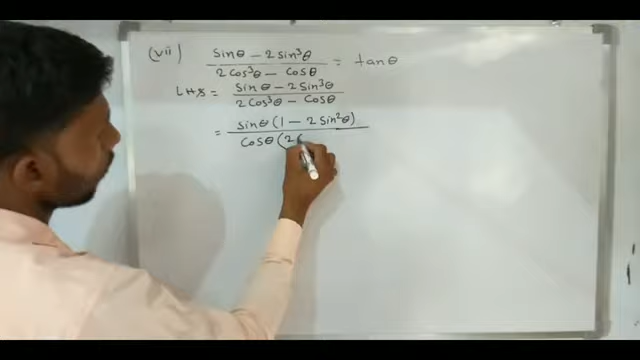 (vii) sinθ - 2sin³θ / 2cos³θ - cosθ = tanθ
LHS = sinθ - 2sin³θ / 2cos³θ - cosθ
= sinθ(1 - 2sin²θ) / cosθ(2